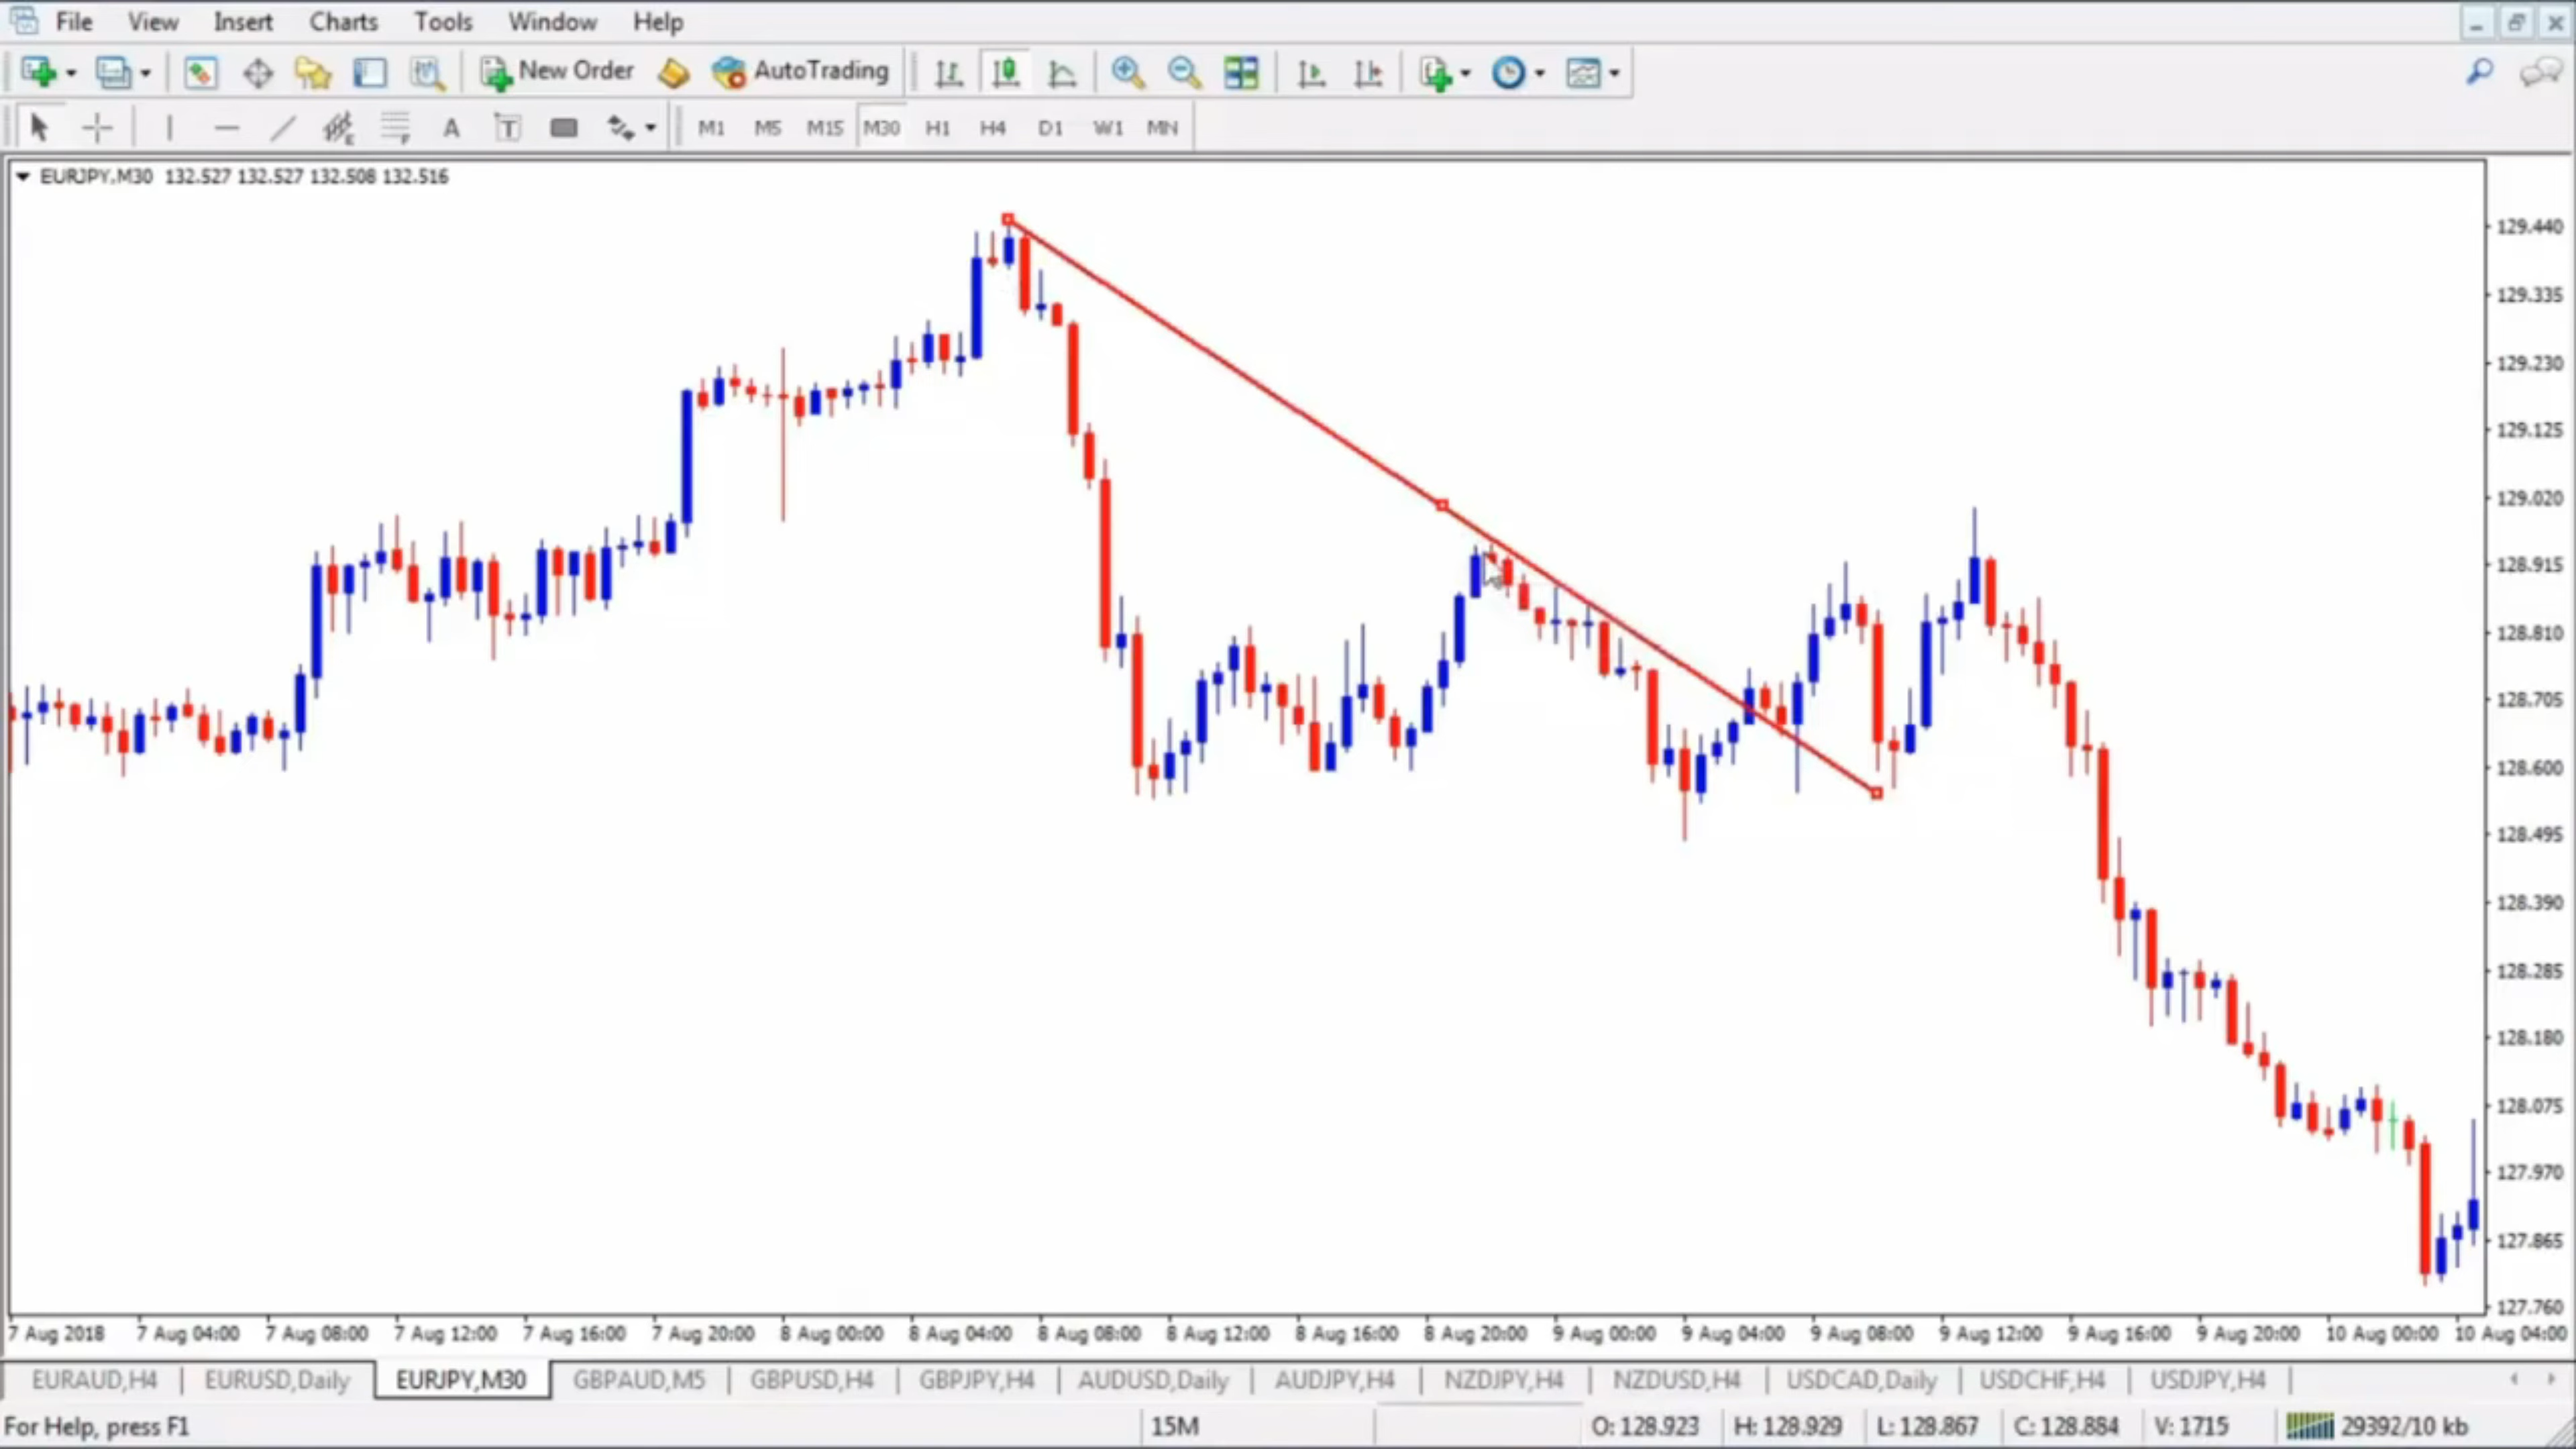 File View Insert Charts Tools Window Help
New Order AutoTrading
E F A T M1 M5 M15 M30 H1 H4 D1 W1 MN
EURJPY,M30 132.527 132.527 132.508 132.516
129.440
129.335
129.230
129.125
129.020
128.915
128.810
128.705
128.600
128.495
128.390
128.285
128.180
128.075
127.970
127.865
127.760
7 Aug 2018 7 Aug 04:00 7 Aug 08:00 7 Aug 12:00 7 Aug 16:00 7 Aug 20:00 8 Aug 00:00 8 Aug 04:00 8 Aug 08:00 8 Aug 12:00 8 Aug 16:00 8 Aug 20:00 9 Aug 00:00 9 Aug 04:00 9 Aug 08:00 9 Aug 12:00 9 Aug 16:00 9 Aug 20:00 10 Aug 00:00 10 Aug 04:00
EURAUD,H4 EURUSD,Daily EURJPY,M30 GBPAUD,M5 GBPUSD,H4 GBPJPY,H4 AUDUSD,Daily AUDJPY,H4 NZDJPY,H4 NZDUSD,H4 USDCAD,Daily USDCHF,H4 USDJPY,H4
For Help, press F1 15M O: 128.923 H: 128.929 L: 128.867 C: 128.884 V: 1715 29392/10 kb